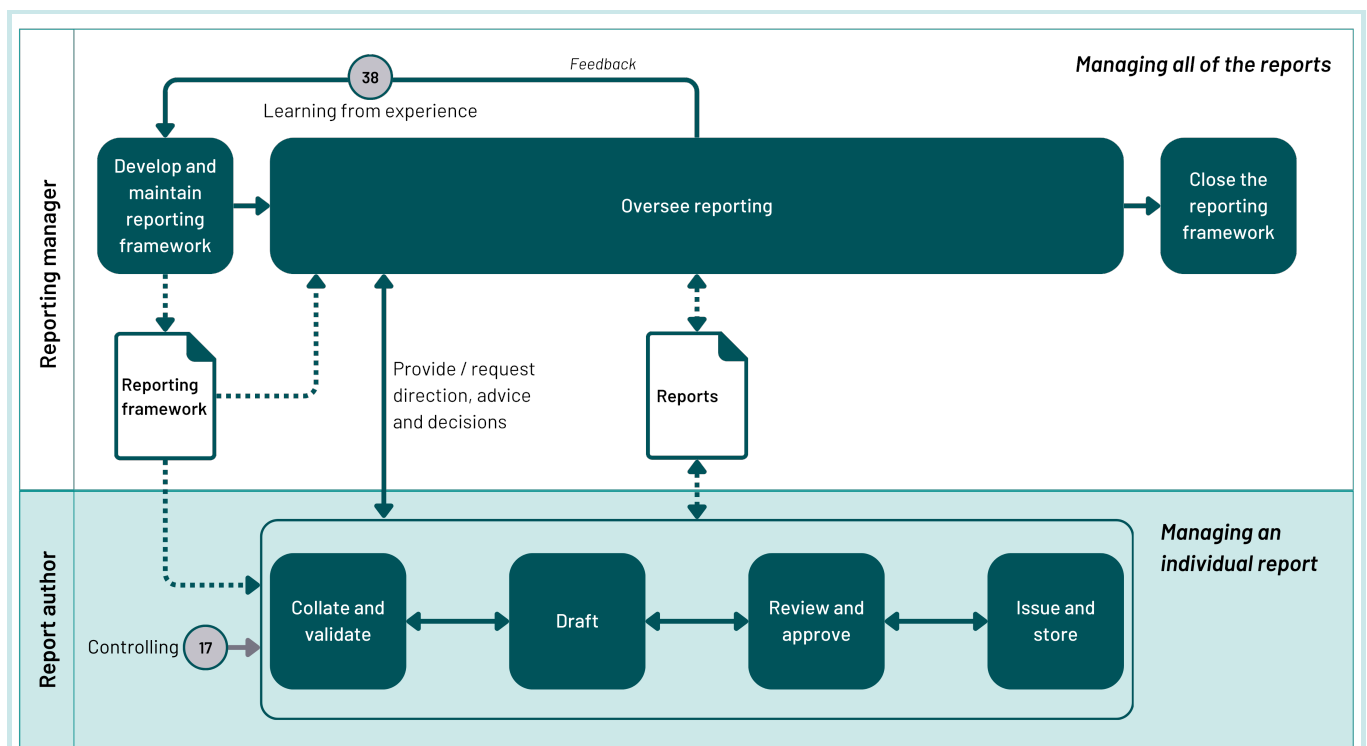 Feedback
38
Managing all of the reports
Learning from experience
Reporting manager
Develop and
maintain
reporting
framework
Oversee reporting
Close the
reporting
framework
Reporting
framework
Provide / request
direction, advice
and decisions
Reports
Report author
Managing an
individual report
Collate and
validate
Draft
Review and
approve
Issue and
store
Controlling
17